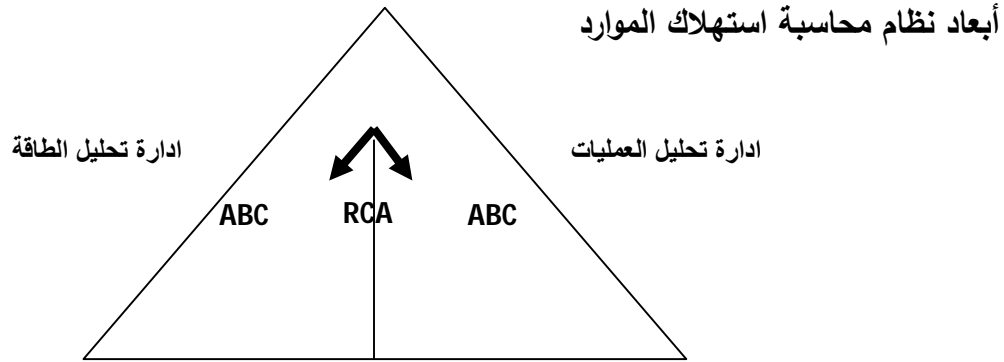 أبعاد نظام محاسبة استهلاك الموارد
ادارة تحليل العمليات
ادارة تحليل الطاقة
ABC RCA ABC